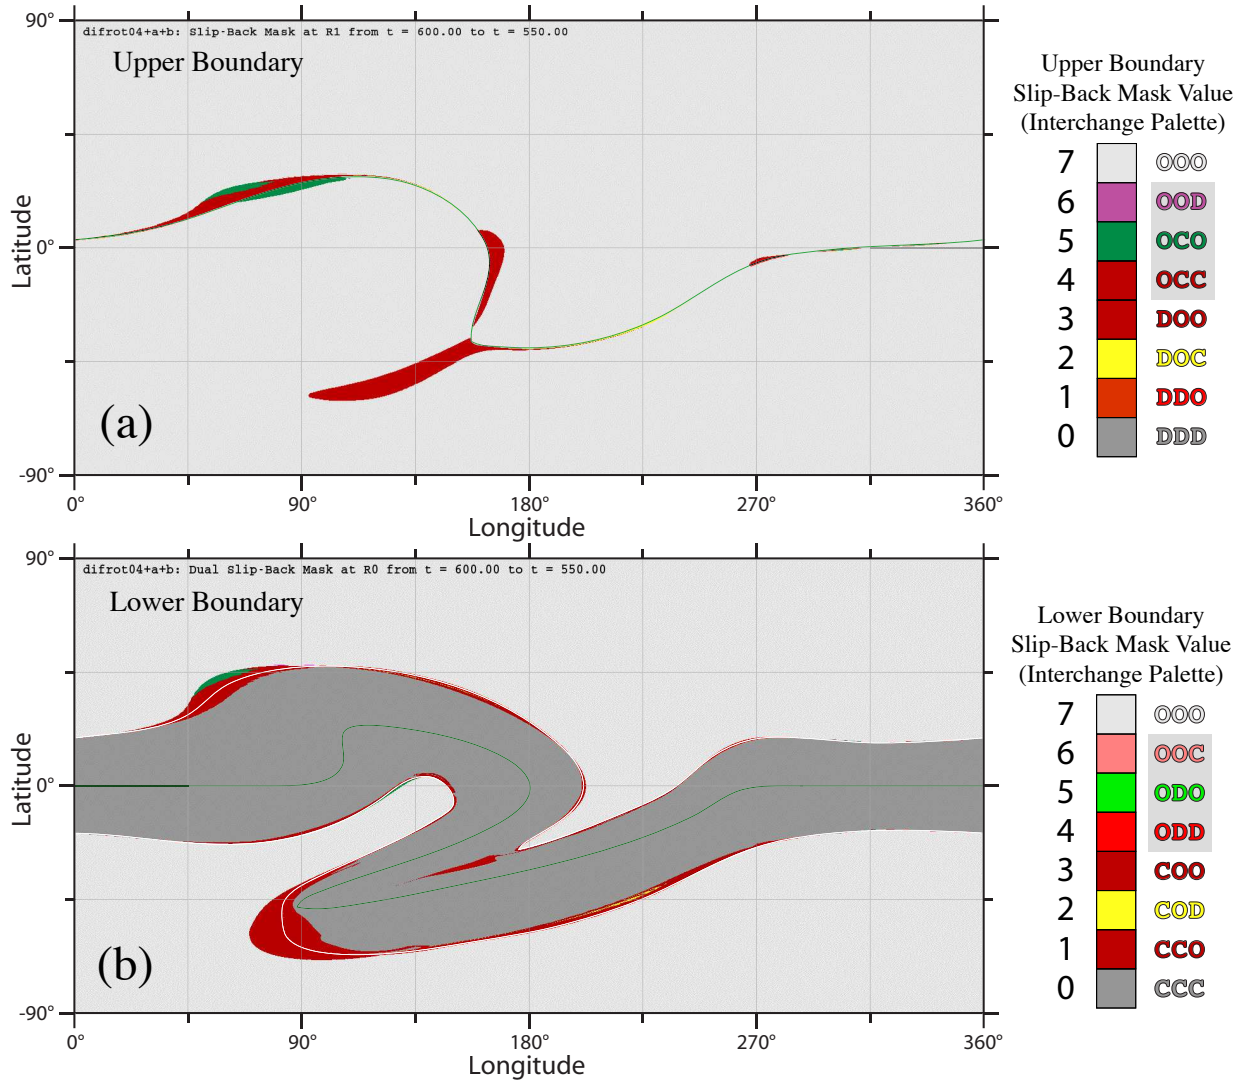 90°
difrot04+a+b: Slip-Back Mask at R1 from t = 600.00 to t = 550.00
Upper Boundary
Latitude
0°
(a)
-90°
0°
90°
180°
270°
360°
Longitude
Upper Boundary
Slip-Back Mask Value
(Interchange Palette)
7 OOO
6 OOD
5 OCO
4 OCC
3 DOO
2 DOC
1 DDO
0 DDD
90°
difrot04+a+b: Dual Slip-Back Mask at R0 from t = 600.00 to t = 550.00
Lower Boundary
Latitude
0°
(b)
-90°
0°
90°
180°
270°
360°
Longitude
Lower Boundary
Slip-Back Mask Value
(Interchange Palette)
7 OOO
6 OOC
5 ODO
4 ODD
3 COO
2 COD
1 CCO
0 CCC